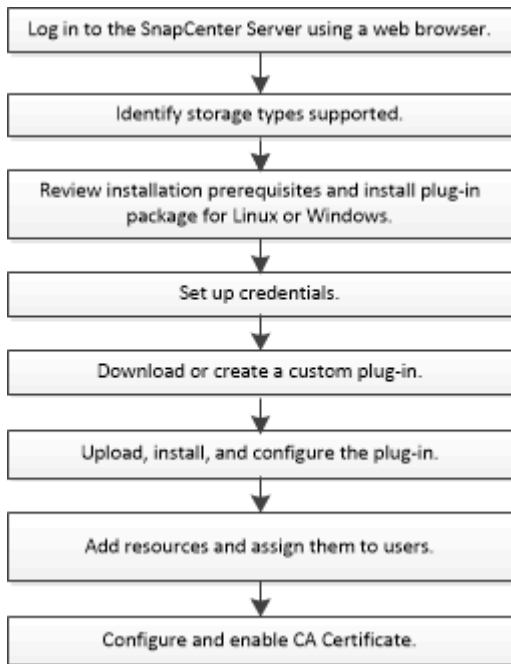 Log in to the SnapCenter Server using a web browser.
Identify storage types supported.
Review installation prerequisites and install plug-in
package for Linux or Windows.
Set up credentials.
Download or create a custom plug-in.
Upload, install, and configure the plug-in.
Add resources and assign them to users.
Configure and enable CA Certificate.